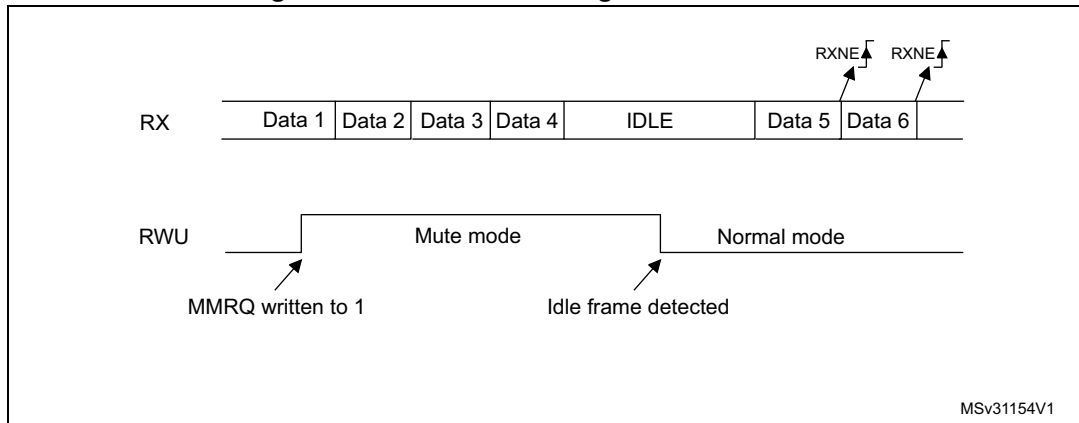 RXNE RXNE
RX Data 1 Data 2 Data 3 Data 4 IDLE Data 5 Data 6
RWU Mute mode Normal mode
MMRQ written to 1 Idle frame detected
MSv31154V1